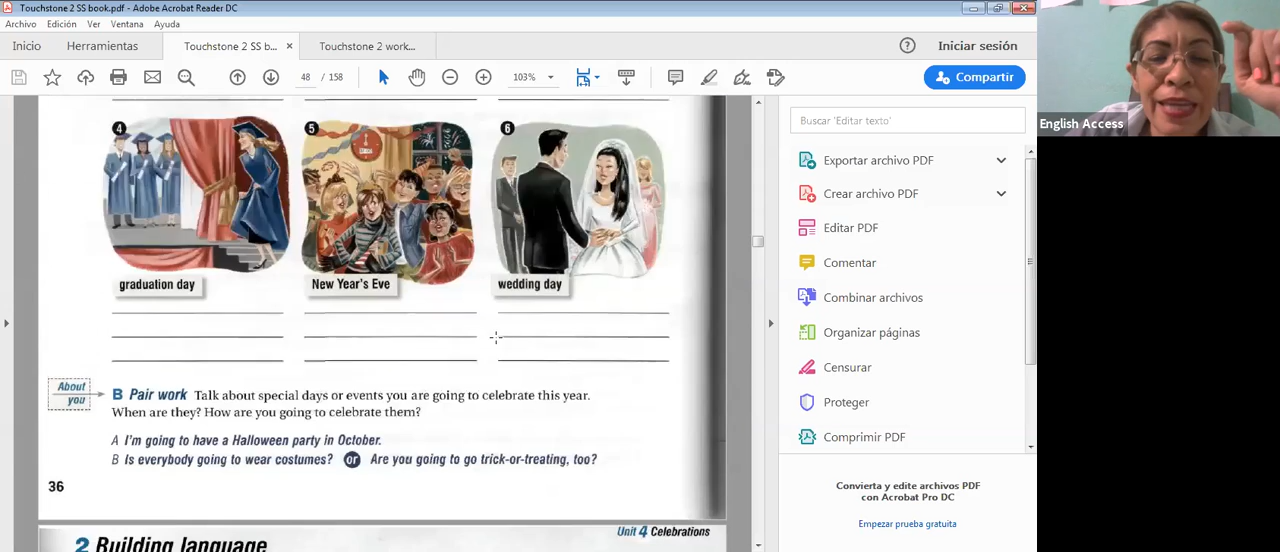 Touchstone 2 SS book.pdf - Adobe Acrobat Reader DC
Archivo Edición Ver Ventana Ayuda
Inicio Herramientas Touchstone 2 SS b... × Touchstone 2 work... Iniciar sesión
48 / 158 103% Compartir
4
5
6
graduation day New Year's Eve wedding day
About you
B Pair work Talk about special days or events you are going to celebrate this year.
When are they? How are you going to celebrate them?
A I'm going to have a Halloween party in October.
B Is everybody going to wear costumes? or Are you going to go trick-or-treating, too?
36
Unit 4 Celebrations
2 Building language
Buscar 'Editar texto'
Exportar archivo PDF
Crear archivo PDF
Editar PDF
Comentar
Combinar archivos
Organizar páginas
Censurar
Proteger
Comprimir PDF
Convierta y edite archivos PDF
con Acrobat Pro DC
Empezar prueba gratuita
English Access